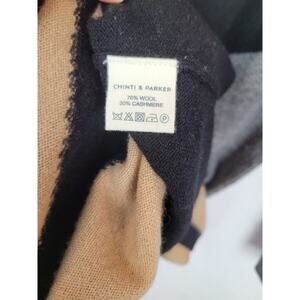 CHINTI & PARKER
70% WOOL
30% CASHMERE